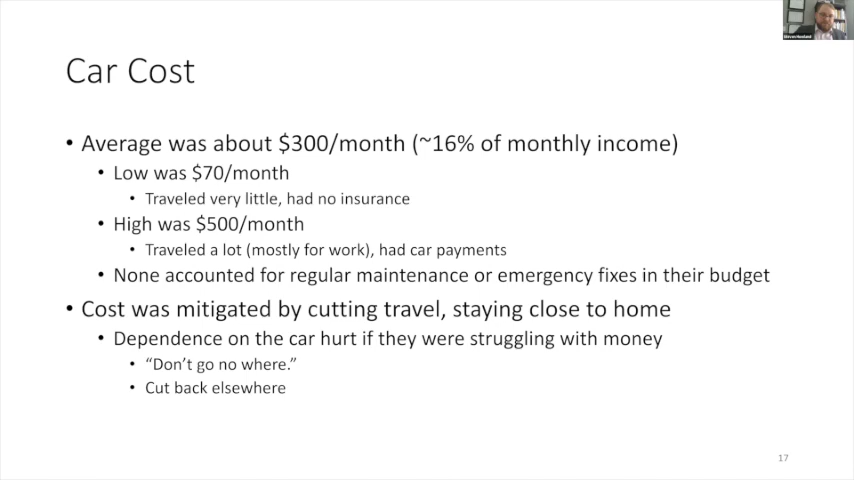 Car Cost
• Average was about $300/month (~16% of monthly income)
• Low was $70/month
• Traveled very little, had no insurance
• High was $500/month
• Traveled a lot (mostly for work), had car payments
• None accounted for regular maintenance or emergency fixes in their budget
• Cost was mitigated by cutting travel, staying close to home
• Dependence on the car hurt if they were struggling with money
• “Don’t go no where.”
• Cut back elsewhere
17